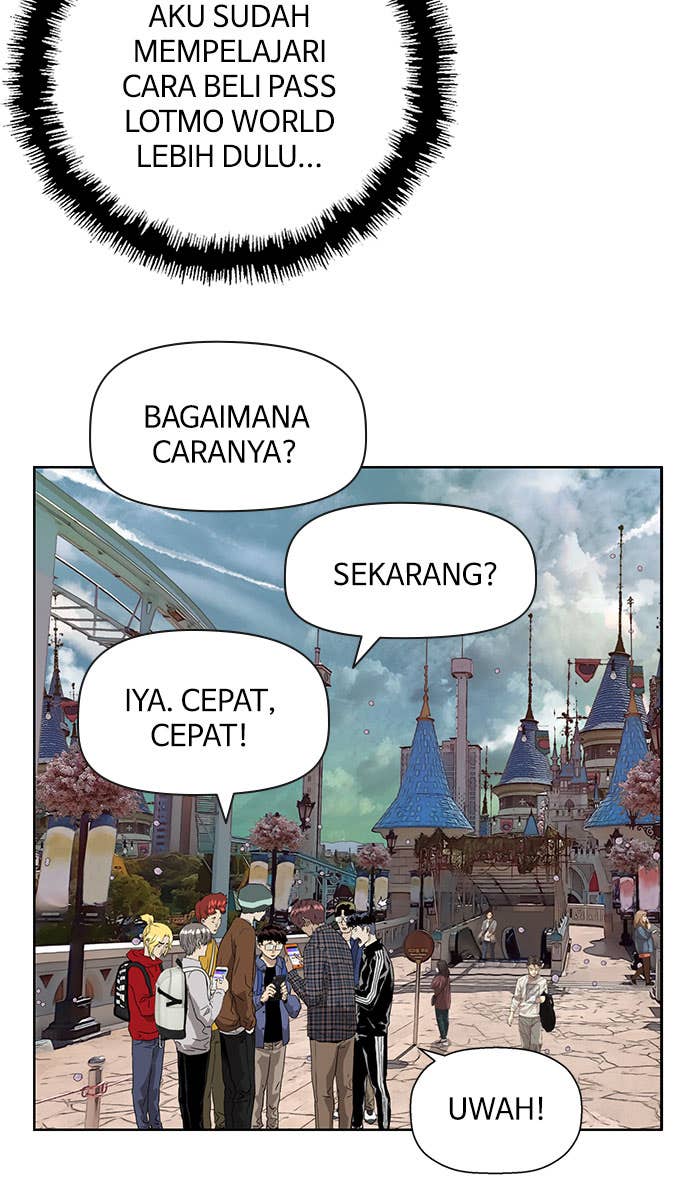 AKU SUDAH
MEMPELAJARI
CARA BELI PASS
LOTMO WORLD
LEBIH DULU...
BAGAIMANA
CARANYA?
SEKARANG?
IYA. CEPAT,
CEPAT!
UWAH!